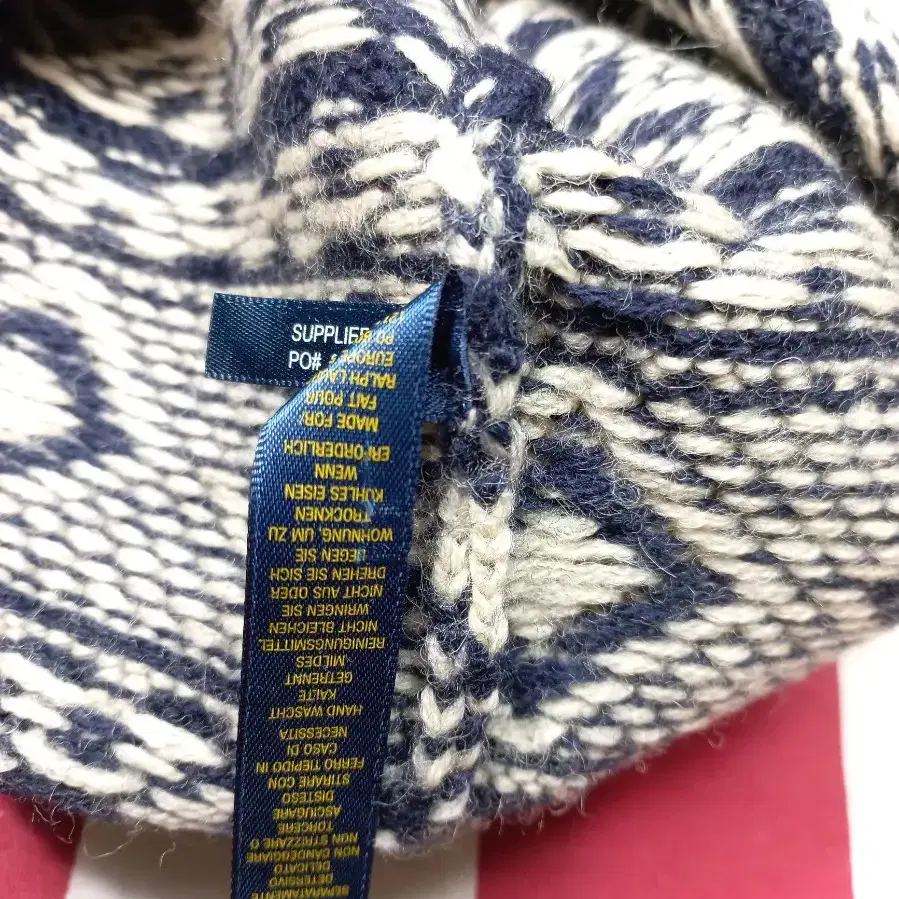 SUPPLIER
PO#
SEPARATAMENTE
DETERSIVO
DELICATO
NON CANDEGGIARE
NON STRIZZARE O
TORCERE
ASCIUGARE
DISTESO
STIRARE CON
FERRO TIEPIDO IN
CASO DI
NECESSITA
HAND WASCHT
KALTE
GETRENNT
MILDES
REINIGUNGSMITTEL
NICHT BLEICHEN
WRINGEN SIE
NICHT AUS ODER
DREHEN SIE SICH
LEGEN SIE
WOHNUNG, UM ZU
TROCKNEN
KUHLES EISEN
WENN
ERFORDERLICH
MADE FOR:
FAIT POUR
RALPH
EUROPE
PO